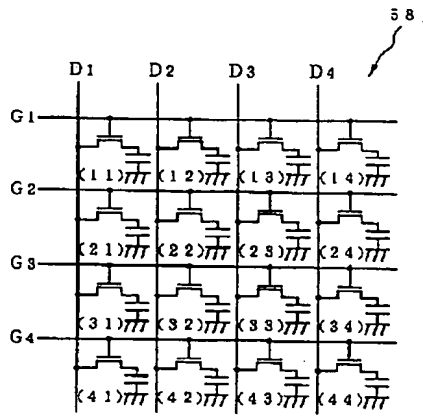 58
D1 D2 D3 D4
G1
(11) (12) (13) (14)
G2
(21) (22) (23) (24)
G3
(31) (32) (33) (34)
G4
(41) (42) (43) (44)